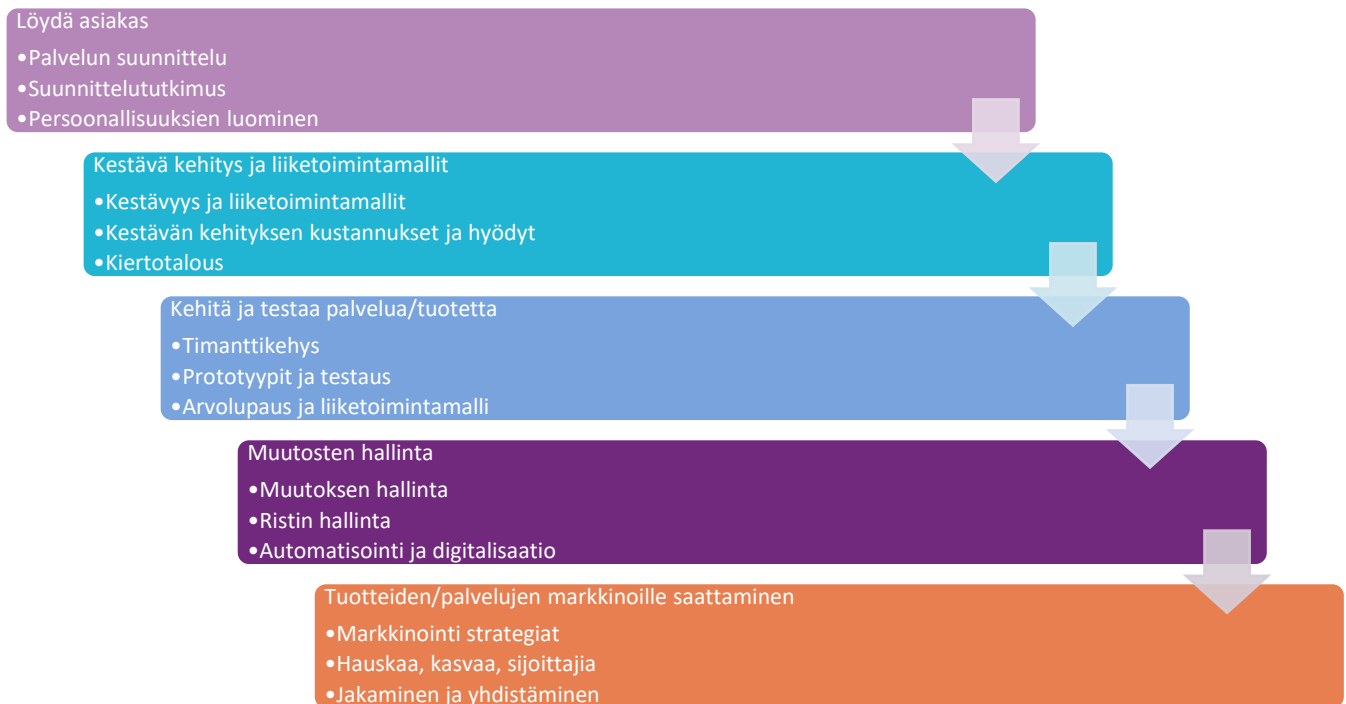 Löydä asiakas
•Palvelun suunnittelu
•Suunnittelututkimus
•Persoonallisuuksien luominen
Kestävä kehitys ja liiketoimintamallit
•Kestävyys ja liiketoimintamallit
•Kestävän kehityksen kustannukset ja hyödyt
•Kiertotalous
Kehitä ja testaa palvelua/tuotetta
•Timanttikehys
•Prototyypit ja testaus
•Arvolupaus ja liiketoimintamalli
Muutosten hallinta
•Muutoksen hallinta
•Ristin hallinta
•Automatisointi ja digitalisaatio
Tuotteiden/palvelujen markkinoille saattaminen
•Markkinointi strategiat
•Hauskaa, kasvaa, sijoittajia
•Jakaminen ja yhdistäminen